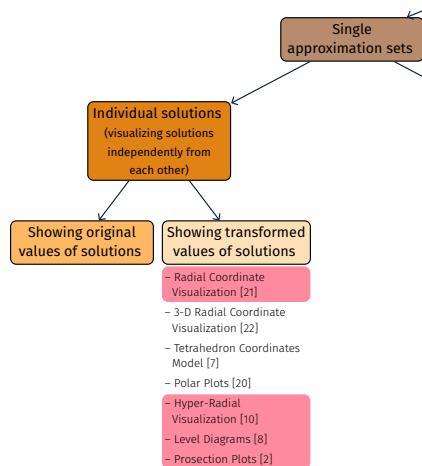 Single
approximation sets
Individual solutions
(visualizing solutions
independently from
each other)
Showing original
values of solutions
Showing transformed
values of solutions
– Radial Coordinate
Visualization [21]
– 3-D Radial Coordinate
Visualization [22]
– Tetrahedron Coordinates
Model [7]
– Polar Plots [20]
– Hyper-Radial
Visualization [10]
– Level Diagrams [8]
– Prosection Plots [2]